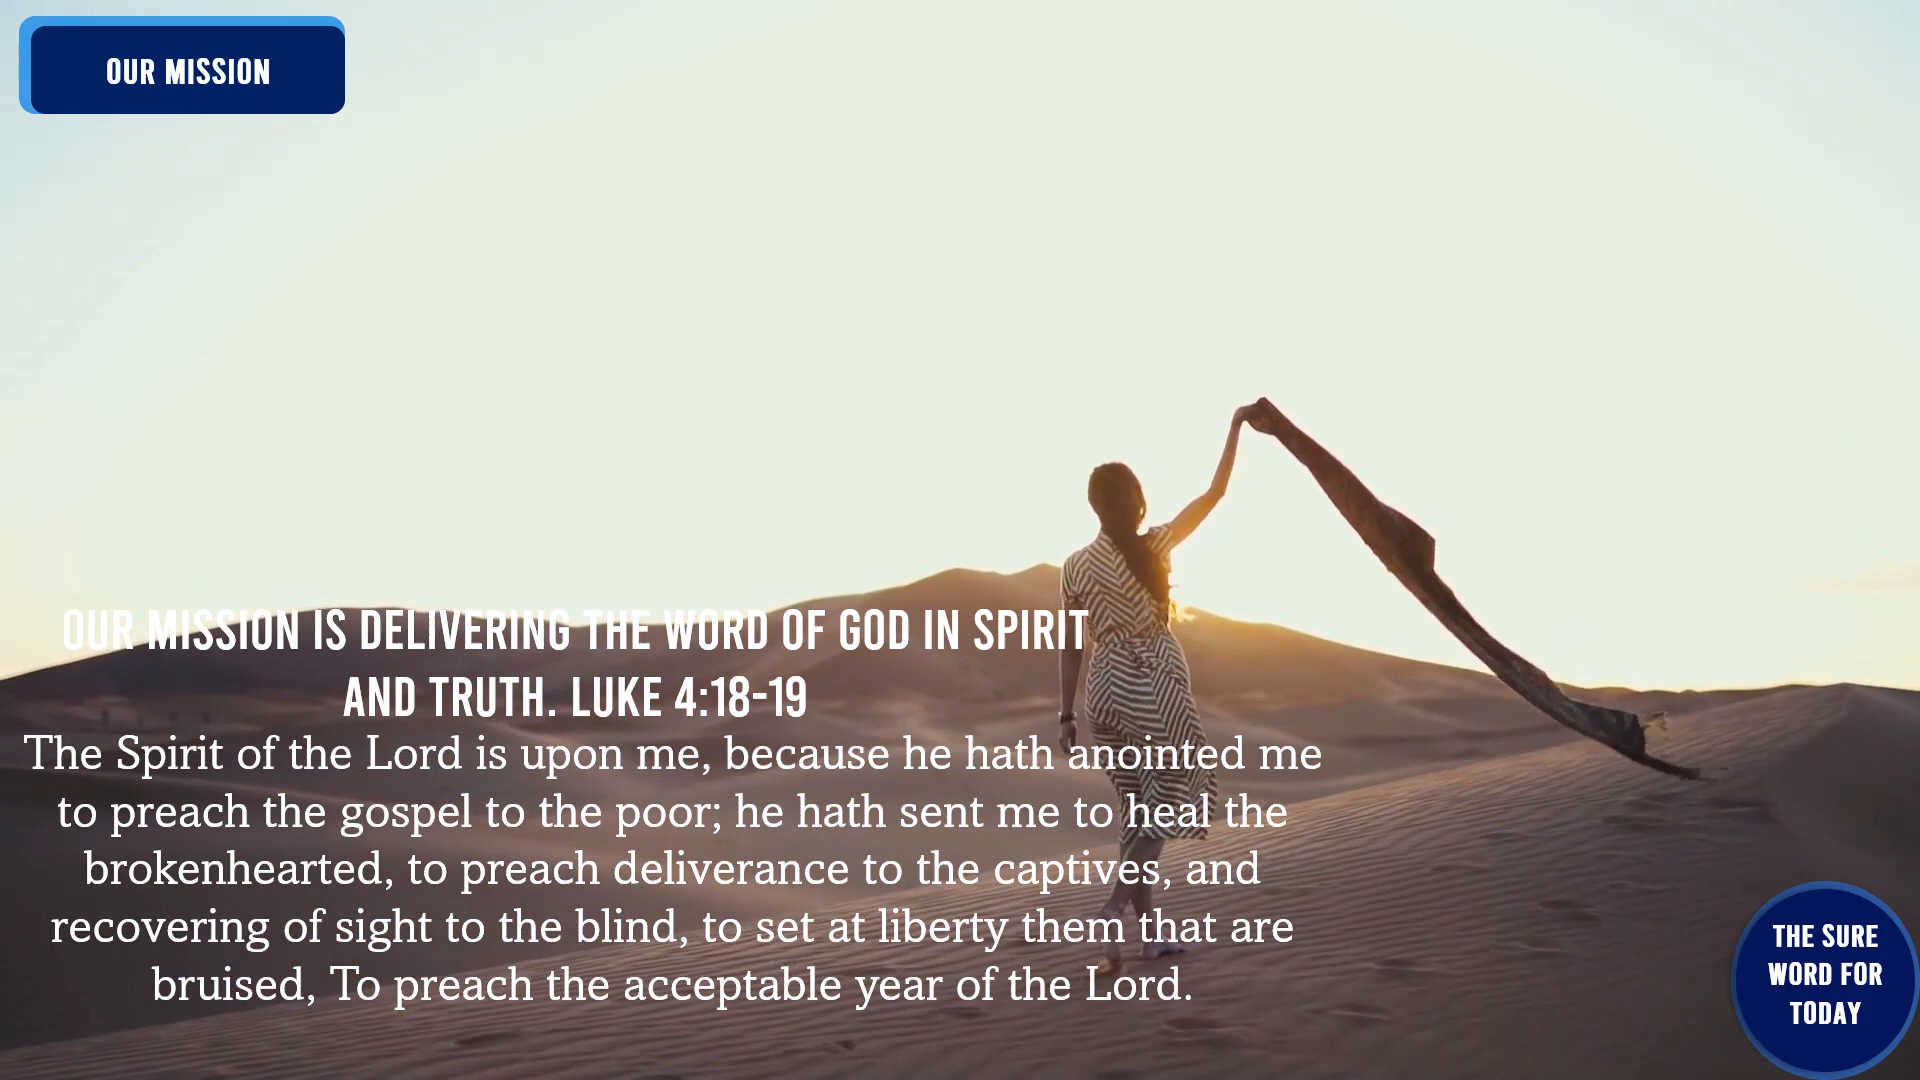 OUR MISSION
OUR MISSION IS DELIVERING THE WORD OF GOD IN SPIRIT
AND TRUTH. LUKE 4:18-19
The Spirit of the Lord is upon me, because he hath anointed me
to preach the gospel to the poor; he hath sent me to heal the
brokenhearted, to preach deliverance to the captives, and
recovering of sight to the blind, to set at liberty them that are
bruised, To preach the acceptable year of the Lord.
THE SURE
WORD FOR
TODAY